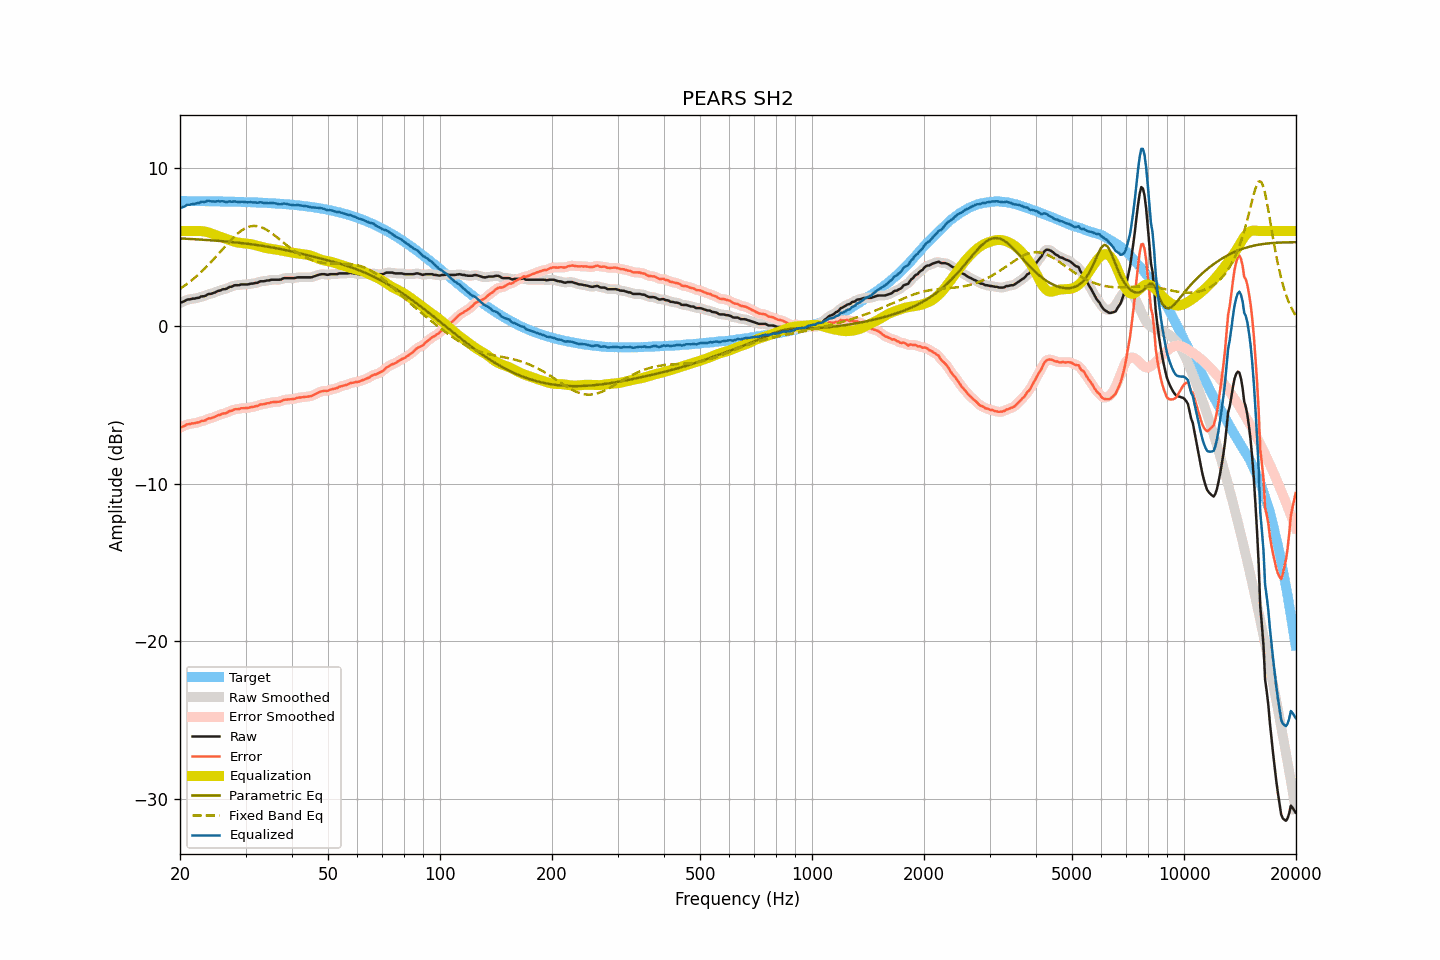 PEARS SH2
Amplitude (dBr)
10
0
−10
−20
−30
Target
Raw Smoothed
Error Smoothed
Raw
Error
Equalization
Parametric Eq
Fixed Band Eq
Equalized
20 50 100 200 500 1000 2000 5000 10000 20000
Frequency (Hz)